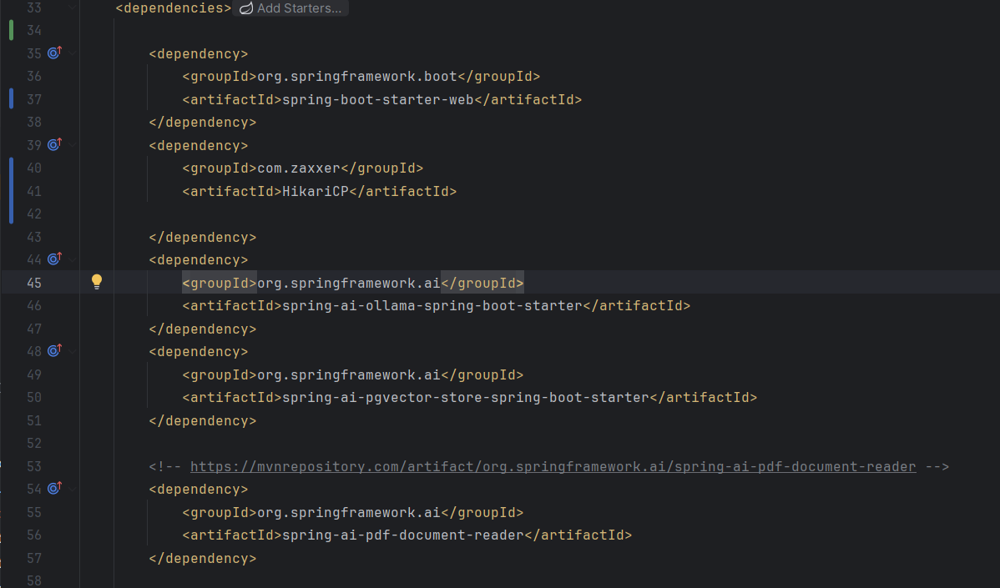 33 <dependencies> Add Starters...
34
35 <dependency>
36 <groupId>org.springframework.boot</groupId>
37 <artifactId>spring-boot-starter-web</artifactId>
38 </dependency>
39 <dependency>
40 <groupId>com.zaxxer</groupId>
41 <artifactId>HikariCP</artifactId>
42
43 </dependency>
44 <dependency>
45 <groupId>org.springframework.ai</groupId>
46 <artifactId>spring-ai-ollama-spring-boot-starter</artifactId>
47 </dependency>
48 <dependency>
49 <groupId>org.springframework.ai</groupId>
50 <artifactId>spring-ai-pgvector-store-spring-boot-starter</artifactId>
51 </dependency>
52
53 <!-- https://mvnrepository.com/artifact/org.springframework.ai/spring-ai-pdf-document-reader -->
54 <dependency>
55 <groupId>org.springframework.ai</groupId>
56 <artifactId>spring-ai-pdf-document-reader</artifactId>
57 </dependency>
58